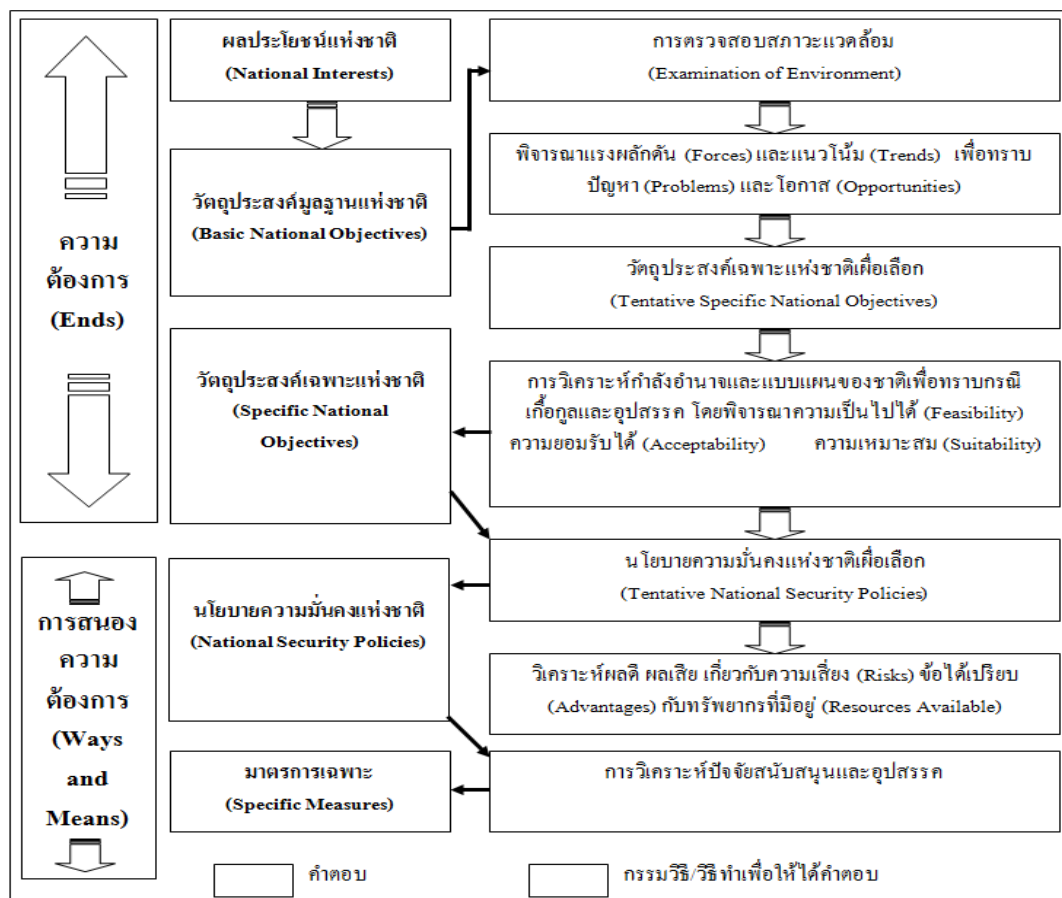 ผลประโยชน์แห่งชาติ
(National Interests)
การตรวจสอบสภาวะแวดล้อม
(Examination of Environment)
พิจารณาแรงผลักดัน (Forces) และแนวโน้ม (Trends) เพื่อทราบ
ปัญหา (Problems) และ โอกาส (Opportunities)
วัตถุประสงค์มูลฐานแห่งชาติ
(Basic National Objectives)
ความ
ต้องการ
(Ends)
วัตถุประสงค์เฉพาะแห่งชาติเผื่อเลือก
(Tentative Specific National Objectives)
วัตถุประสงค์เฉพาะแห่งชาติ
(Specific National
Objectives)
การวิเคราะห์กำลังอำนาจและแบบแผนของชาติเพื่อทราบกรณี
เกื้อกูลและอุปสรรค โดยพิจารณาความเป็นไปได้ (Feasibility)
ความยอมรับได้ (Acceptability) ความเหมาะสม (Suitability)
นโยบายความมั่นคงแห่งชาติเผื่อเลือก
(Tentative National Security Policies)
นโยบายความมั่นคงแห่งชาติ
(National Security Policies)
การสนอง
ความ
ต้องการ
(Ways
and
Means)
วิเคราะห์ผลดี ผลเสีย เกี่ยวกับความเสี่ยง (Risks) ข้อได้เปรียบ
(Advantages) กับทรัพยากรที่มีอยู่ (Resources Available)
มาตรการเฉพาะ
(Specific Measures)
การวิเคราะห์ปัจจัยสนับสนุนและอุปสรรค
คำตอบ
กรรมวิธี/วิธีทำเพื่อให้ได้คำตอบ